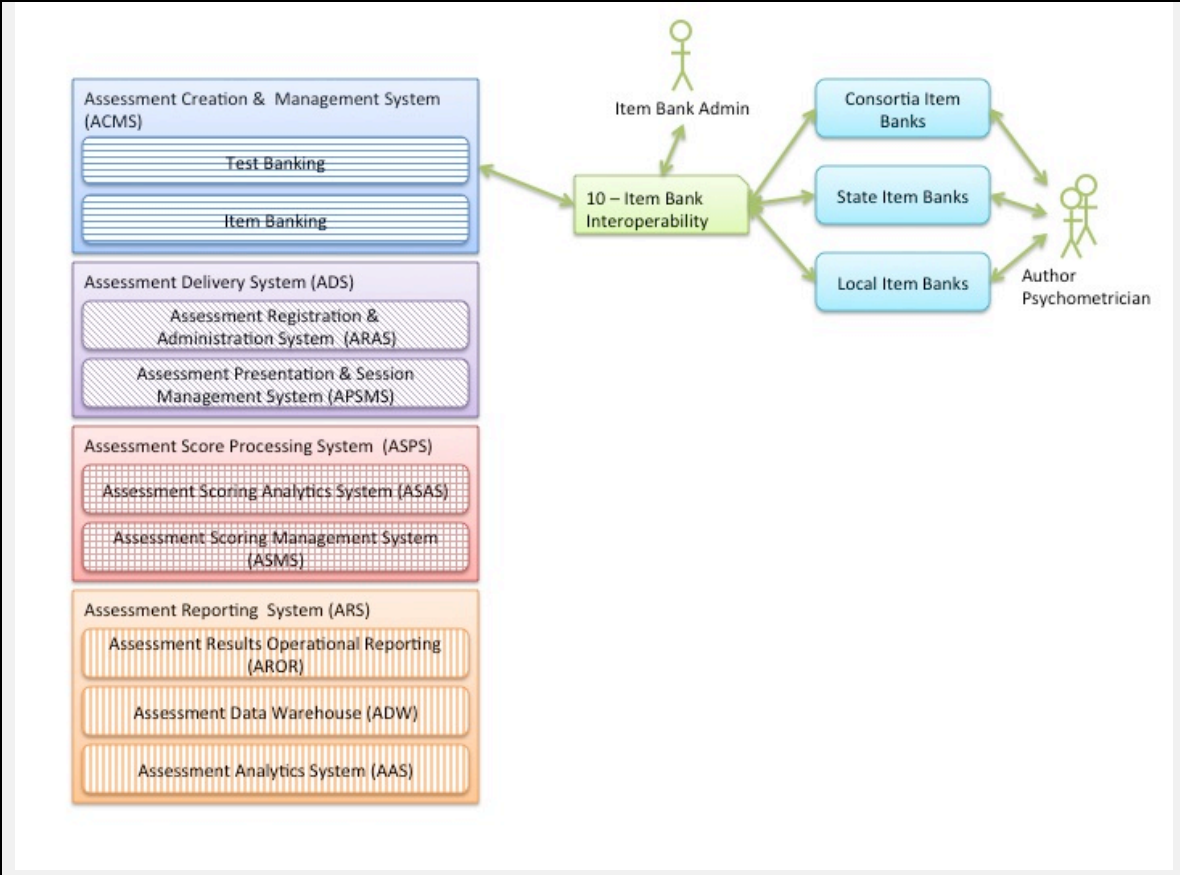 Assessment Creation & Management System
(ACMS)
Test Banking
Item Banking
Assessment Delivery System (ADS)
Assessment Registration &
Administration System (ARAS)
Assessment Presentation & Session
Management System (APSMS)
Assessment Score Processing System (ASPS)
Assessment Scoring Analytics System (ASAS)
Assessment Scoring Management System
(ASMS)
Assessment Reporting System (ARS)
Assessment Results Operational Reporting
(AROR)
Assessment Data Warehouse (ADW)
Assessment Analytics System (AAS)
Item Bank Admin
10 – Item Bank
Interoperability
Consortia Item
Banks
State Item Banks
Local Item Banks
Author
Psychometrician